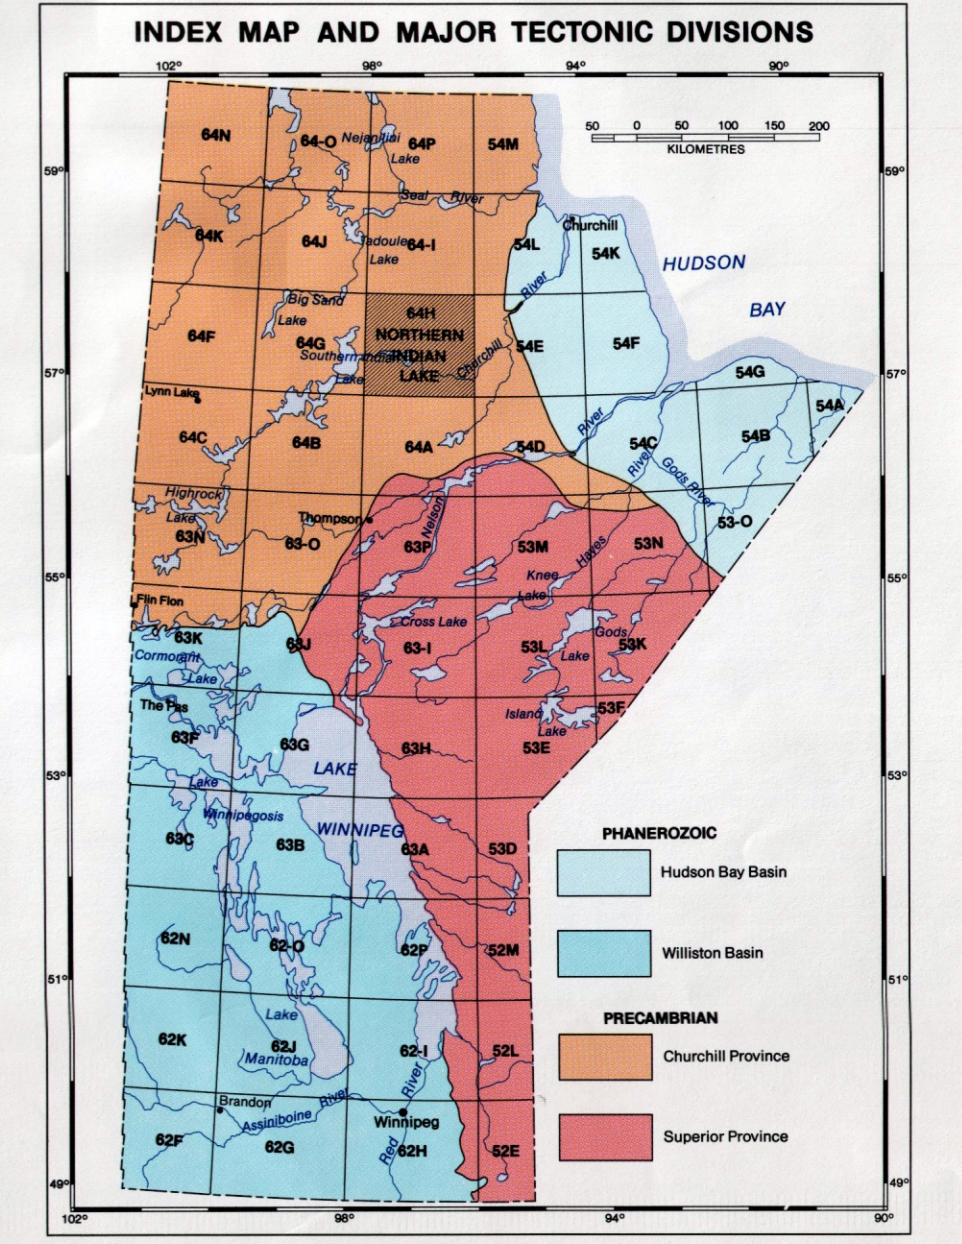 INDEX MAP AND MAJOR TECTONIC DIVISIONS
102° 98° 94° 90°
50 0 50 100 150 200
KILOMETRES
64N 64-O Nejanilini 64P 54M
Lake
59° 59°
Seal River
Churchill
64K 64J Tadoule 64-I 54L 54K
Lake
HUDSON
River
Big Sand
BAY
Lake
64H
64F 64G NORTHERN 54E 54F
Southern Indian INDIAN
Lake LAKE Churchill
57° 57°
54G
Lynn Lake
54A
River
64C 64B 64A 54D 54C 54B
River
Gods River
Highrock
Lake
Thompson Nelson 53-O
63N 63-O 63P 53M Hayes 53N
Knee
55° 55°
Lake
Flin Flon
Cross Lake
63K 63J 63-I 53L Gods 53K
Cormorant Lake
Lake
The Pas Island 53F
Lake
63F 63G 63H 53E
LAKE
53° 53°
Lake
Winnipegosis WINNIPEG
PHANEROZOIC
63C 63B 63A 53D
Hudson Bay Basin
62N 62-O 62P 52M
Williston Basin
51° 51°
Lake
PRECAMBRIAN
62K 62J 62-I 52L
Manitoba
Churchill Province
River
Brandon
Assiniboine River
Winnipeg
Superior Province
62F 62G Red 62H 52E
49° 49°
102° 98° 94° 90°